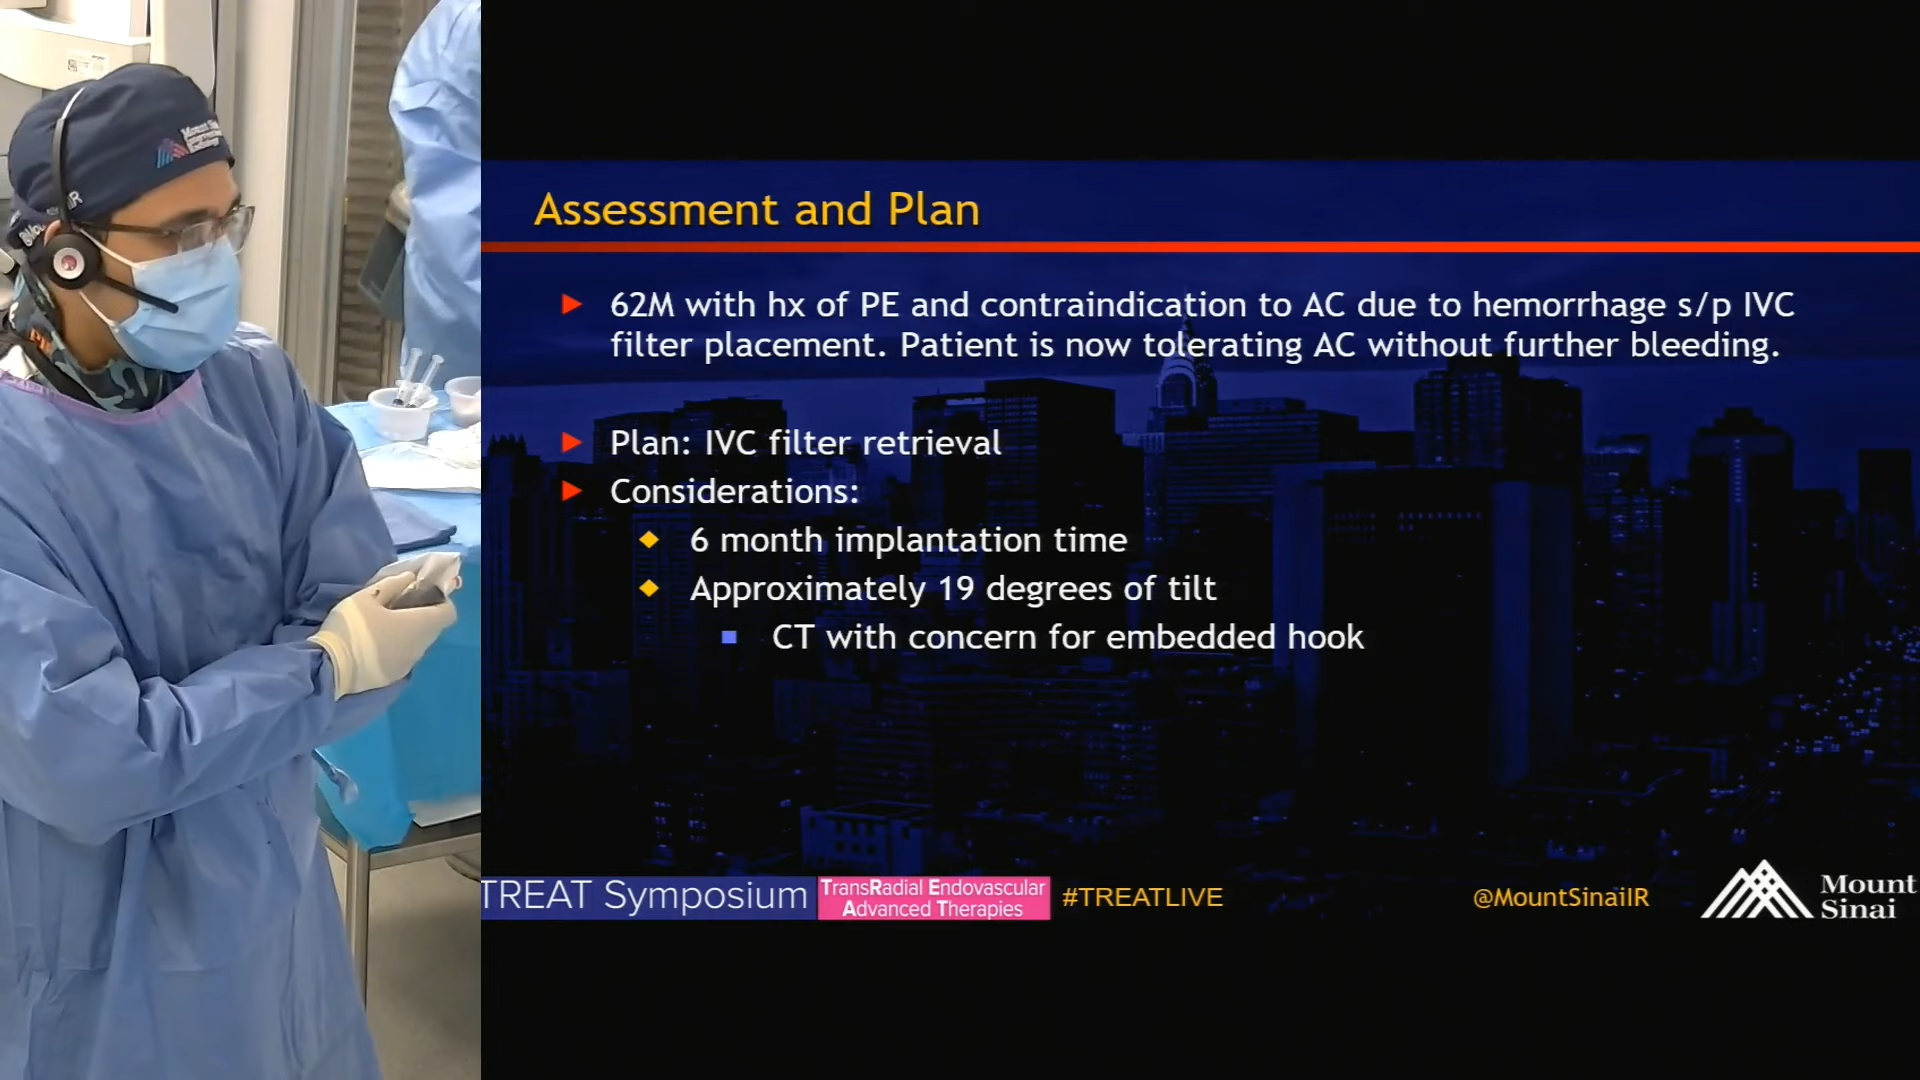 Assessment and Plan
62M with hx of PE and contraindication to AC due to hemorrhage s/p IVC
filter placement. Patient is now tolerating AC without further bleeding.
Plan: IVC filter retrieval
Considerations:
6 month implantation time
Approximately 19 degrees of tilt
CT with concern for embedded hook
TREAT Symposium
TransRadial Endovascular
Advanced Therapies
#TREATLIVE
@MountSinaiIR
Mount
Sinai